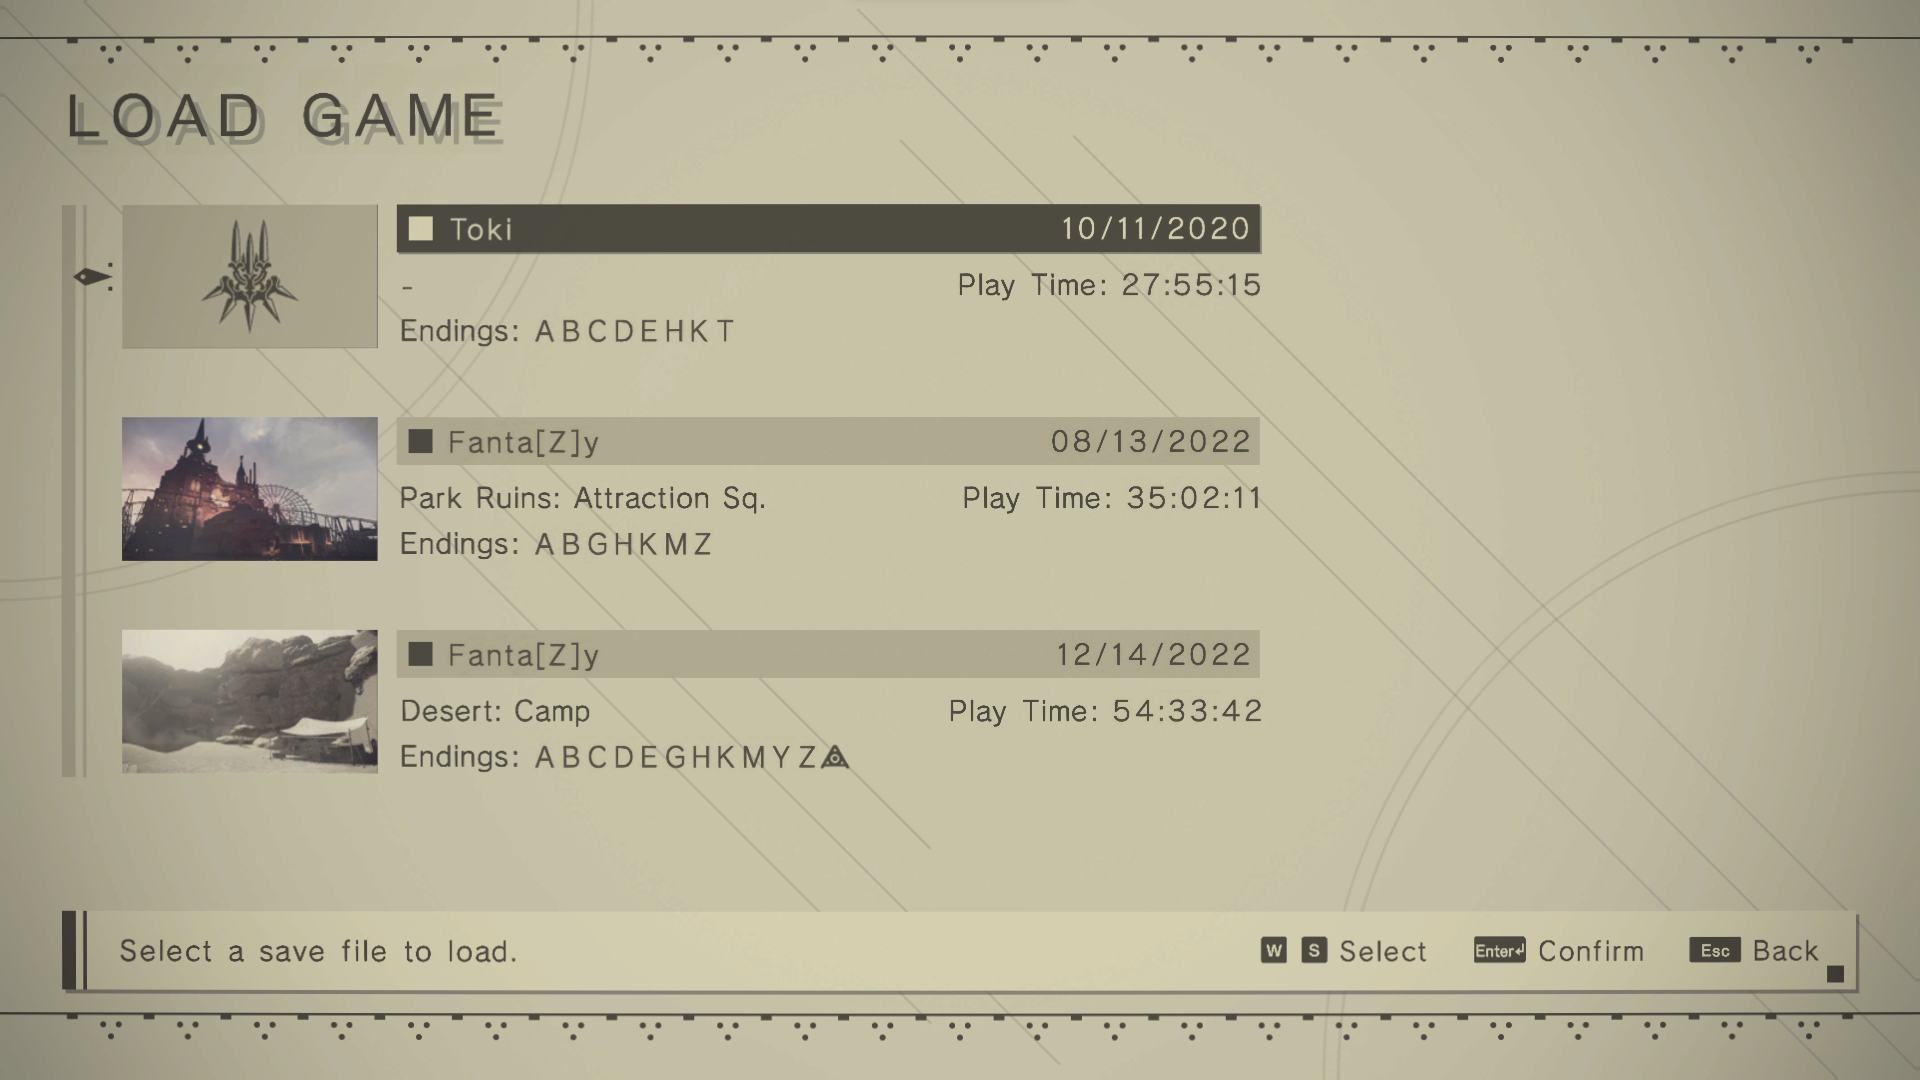 LOAD GAME
Toki 10/11/2020
- Play Time: 27:55:15
Endings: A B C D E H K T
Fanta[Z]y 08/13/2022
Park Ruins: Attraction Sq. Play Time: 35:02:11
Endings: A B G H K M Z
Fanta[Z]y 12/14/2022
Desert: Camp Play Time: 54:33:42
Endings: A B C D E G H K M Y Z
Select a save file to load. W S Select Enter↵ Confirm Esc Back